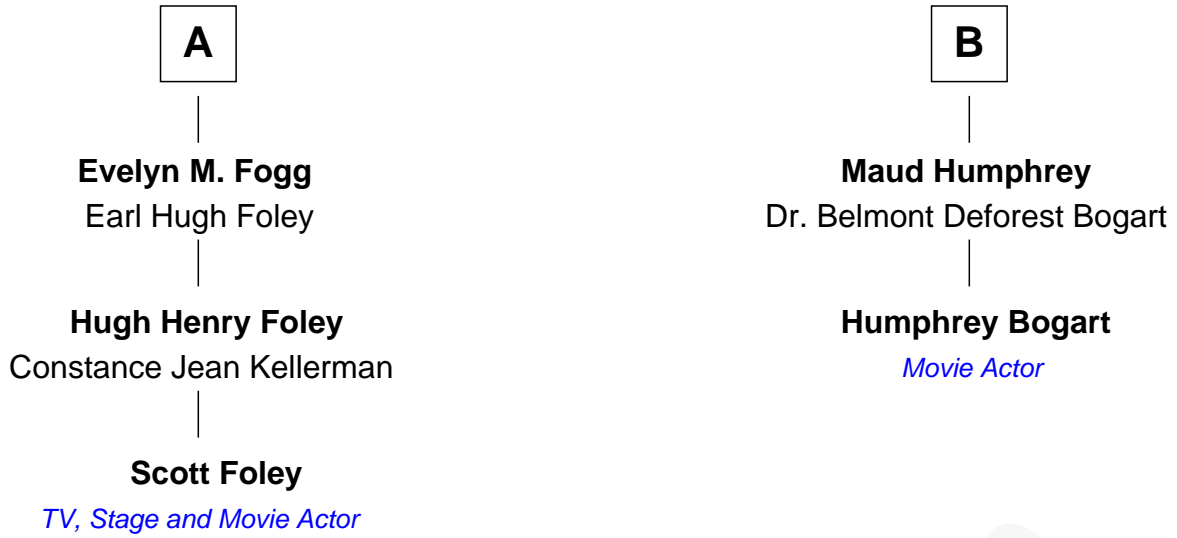 A
B
Evelyn M. Fogg
Earl Hugh Foley
Maud Humphrey
Dr. Belmont Deforest Bogart
Hugh Henry Foley
Constance Jean Kellerman
Humphrey Bogart
Movie Actor
Scott Foley
TV, Stage and Movie Actor